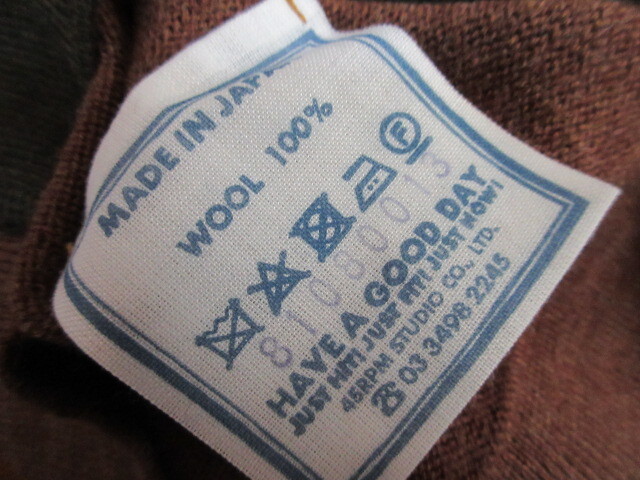 MADE IN JAPA
WOOL 100%
F
81080013
HAVE A GOOD DAY
JUST HIT! JUST FIT! JUST NOW!
45RPM STUDIO CO., LTD.
☎ 03 3498 2245